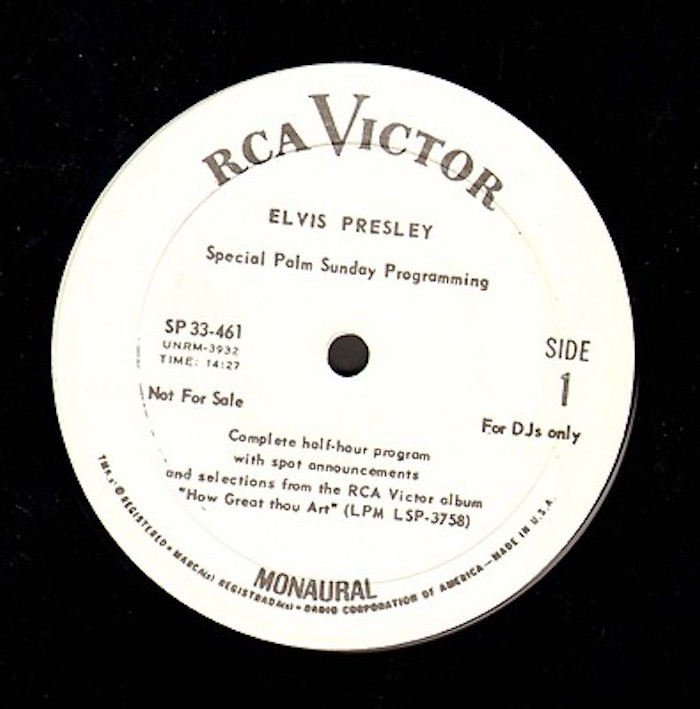 RCA VICTOR
ELVIS PRESLEY
Special Palm Sunday Programming
SP 33-461
UNRM-3932
TIME: 14:27
SIDE
1
Not For Sale
For DJs only
Complete half-hour program
with spot announcements
and selections from the RCA Victor album
"How Great thou Art" (LPM LSP-3758)
MONAURAL
TMK(s) ® REGISTERED • MARCA(s) REGISTRADA(s) • RADIO CORPORATION OF AMERICA—MADE IN U.S.A.